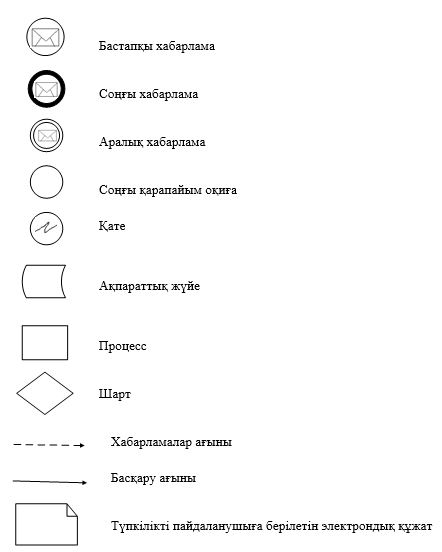 Бастапқы хабарлама
Соңғы хабарлама
Аралық хабарлама
Соңғы қарапайым оқиға
Қате
Ақпараттық жүйе
Процесс
Шарт
Хабарламалар ағыны
Басқару ағыны
Түпкілікті пайдаланушыға берілетін электрондық құжат